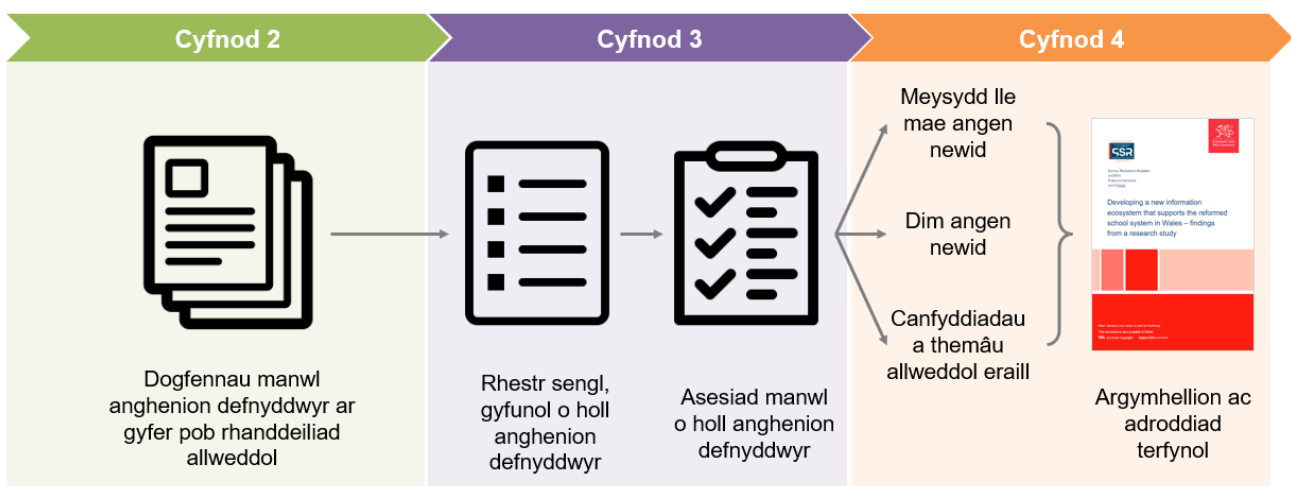 Cyfnod 2
Cyfnod 3
Cyfnod 4
Dogfennau manwl
anghenion defnyddwyr ar
gyfer pob rhanddeiliad
allweddol
Rhestr sengl,
gyfunol o holl
anghenion
defnyddwyr
Asesiad manwl
o holl anghenion
defnyddwyr
Meysydd lle
mae angen
newid
Dim angen
newid
Canfyddiadau
a themâu
allweddol eraill
GSR
Developing a new information
ecosystem that supports the reformed
school system in Wales – findings
from a research study
Argymhellion ac
adroddiad
terfynol